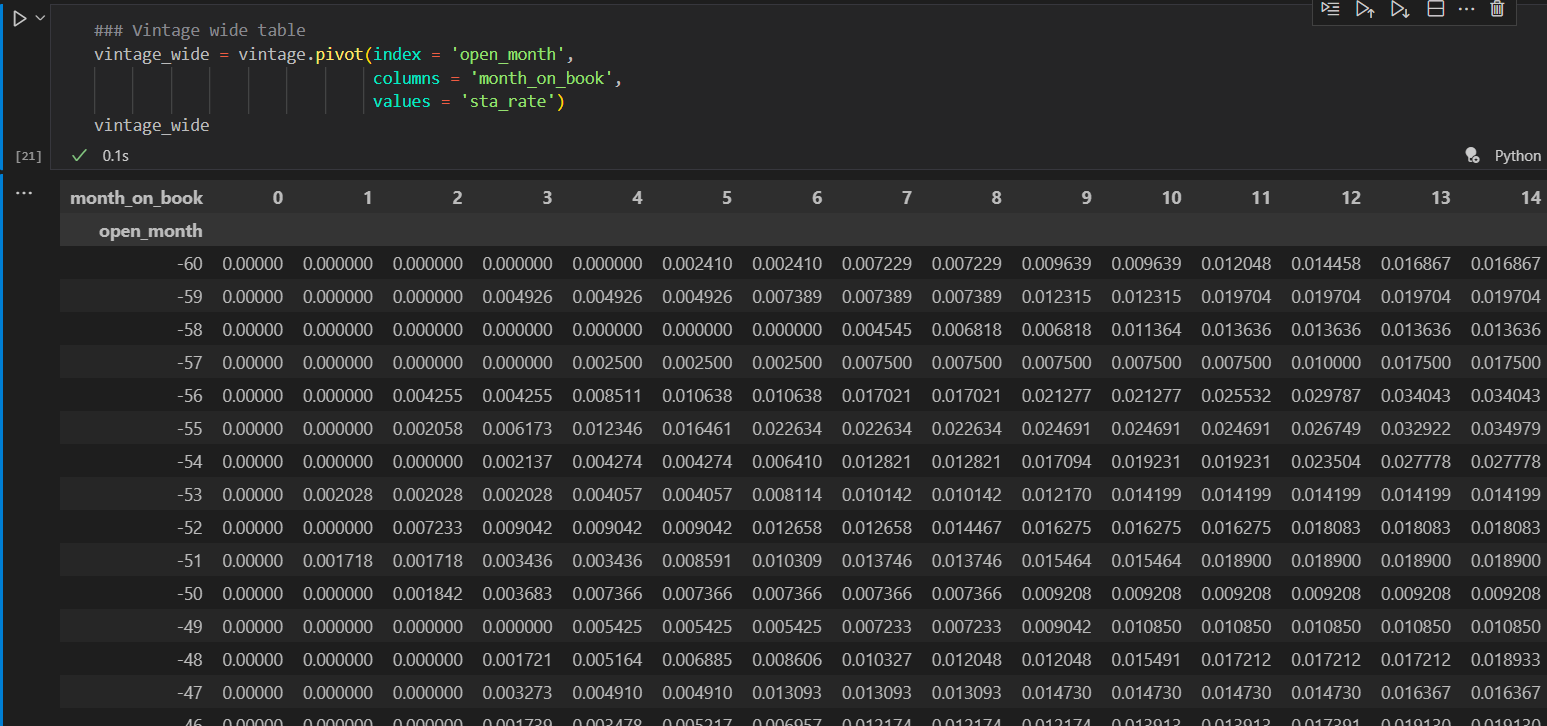 ### Vintage wide table
vintage_wide = vintage.pivot(index = 'open_month',
columns = 'month_on_book',
values = 'sta_rate')
vintage_wide
[21] 0.1s Python
month_on_book 0 1 2 3 4 5 6 7 8 9 10 11 12 13 14
open_month
-60 0.00000 0.000000 0.000000 0.000000 0.000000 0.002410 0.002410 0.007229 0.007229 0.009639 0.009639 0.012048 0.014458 0.016867 0.016867
-59 0.00000 0.000000 0.000000 0.004926 0.004926 0.004926 0.007389 0.007389 0.007389 0.012315 0.012315 0.019704 0.019704 0.019704 0.019704
-58 0.00000 0.000000 0.000000 0.000000 0.000000 0.000000 0.000000 0.004545 0.006818 0.006818 0.011364 0.013636 0.013636 0.013636 0.013636
-57 0.00000 0.000000 0.000000 0.000000 0.002500 0.002500 0.002500 0.007500 0.007500 0.007500 0.007500 0.007500 0.010000 0.017500 0.017500
-56 0.00000 0.000000 0.004255 0.004255 0.008511 0.010638 0.010638 0.017021 0.017021 0.021277 0.021277 0.025532 0.029787 0.034043 0.034043
-55 0.00000 0.000000 0.002058 0.006173 0.012346 0.016461 0.022634 0.022634 0.022634 0.024691 0.024691 0.024691 0.026749 0.032922 0.034979
-54 0.00000 0.000000 0.000000 0.002137 0.004274 0.004274 0.006410 0.012821 0.012821 0.017094 0.019231 0.019231 0.023504 0.027778 0.027778
-53 0.00000 0.002028 0.002028 0.002028 0.004057 0.004057 0.008114 0.010142 0.010142 0.012170 0.014199 0.014199 0.014199 0.014199 0.014199
-52 0.00000 0.000000 0.007233 0.009042 0.009042 0.009042 0.012658 0.012658 0.014467 0.016275 0.016275 0.016275 0.018083 0.018083 0.018083
-51 0.00000 0.001718 0.001718 0.003436 0.003436 0.008591 0.010309 0.013746 0.013746 0.015464 0.015464 0.018900 0.018900 0.018900 0.018900
-50 0.00000 0.000000 0.001842 0.003683 0.007366 0.007366 0.007366 0.007366 0.007366 0.009208 0.009208 0.009208 0.009208 0.009208 0.009208
-49 0.00000 0.000000 0.000000 0.000000 0.005425 0.005425 0.005425 0.007233 0.007233 0.009042 0.010850 0.010850 0.010850 0.010850 0.010850
-48 0.00000 0.000000 0.000000 0.001721 0.005164 0.006885 0.008606 0.010327 0.012048 0.012048 0.015491 0.017212 0.017212 0.017212 0.018933
-47 0.00000 0.000000 0.000000 0.003273 0.004910 0.004910 0.013093 0.013093 0.013093 0.014730 0.014730 0.014730 0.014730 0.016367 0.016367